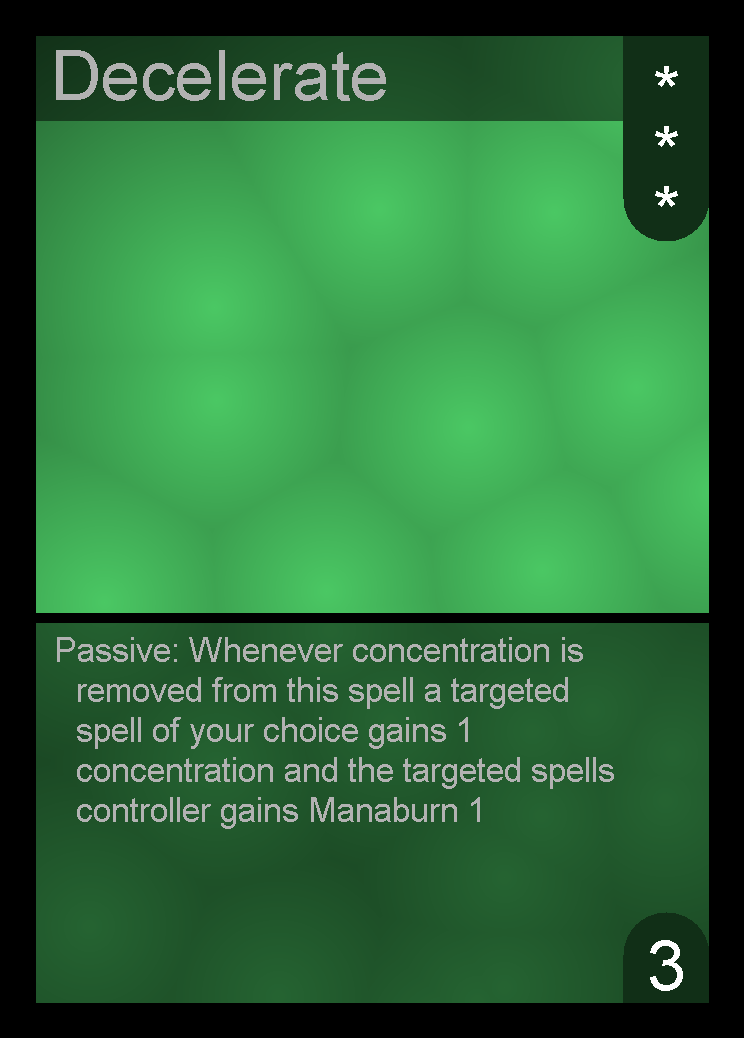 Decelerate
*
*
*
Passive: Whenever concentration is
removed from this spell a targeted
spell of your choice gains 1
concentration and the targeted spells
controller gains Manaburn 1
3